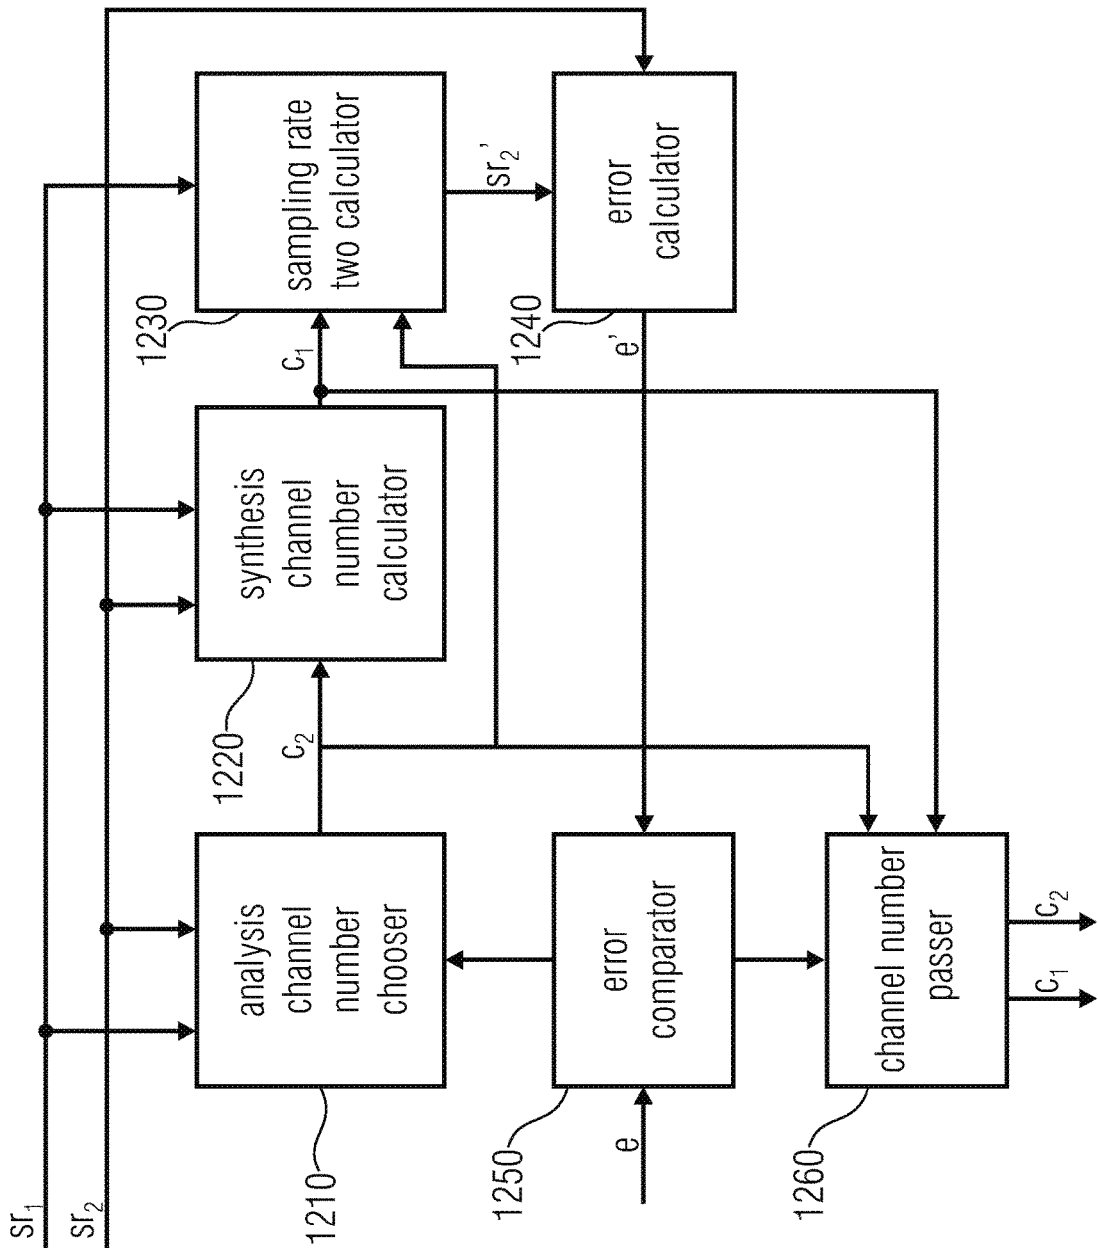 sr₁
sr₂
1210
analysis
channel
number
chooser
c₂
1220
synthesis
channel
number
calculator
c₁
1230
sampling rate
two calculator
sr₂'
1240
error
calculator
e'
1250
error
comparator
e
1260
channel number
passer
c₁
c₂